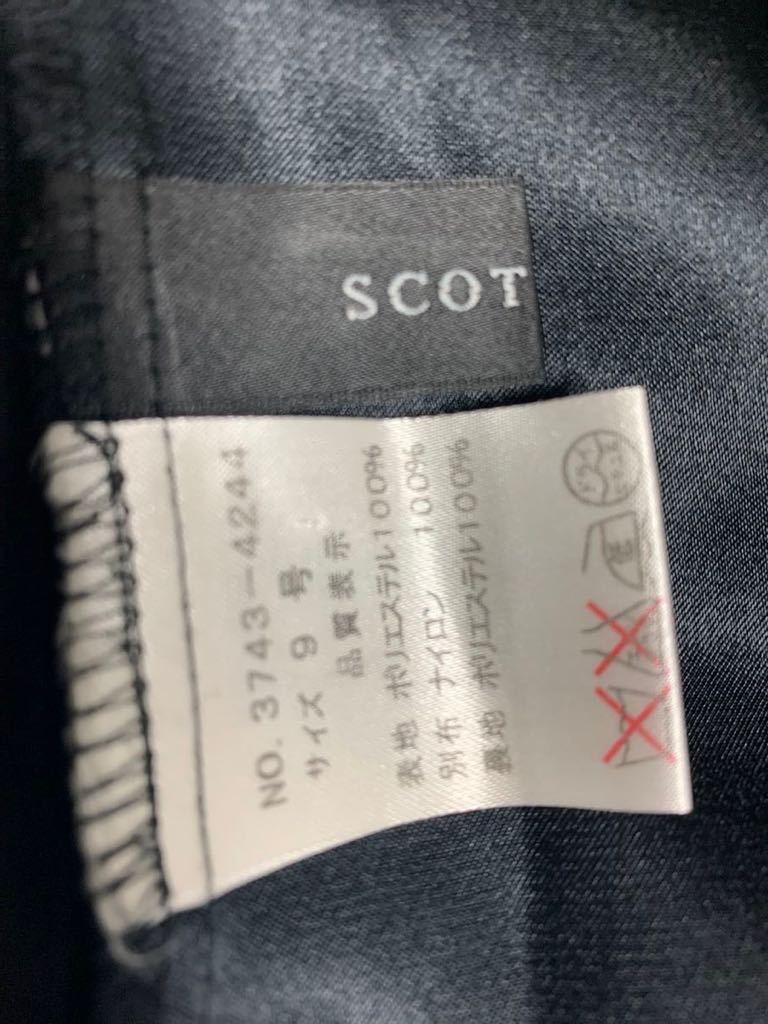 SCOT
NO. 3743-4244
サイズ 9 号
品質表示
表地 ポリエステル100%
別布 ナイロン 100%
裏地 ポリエステル100%